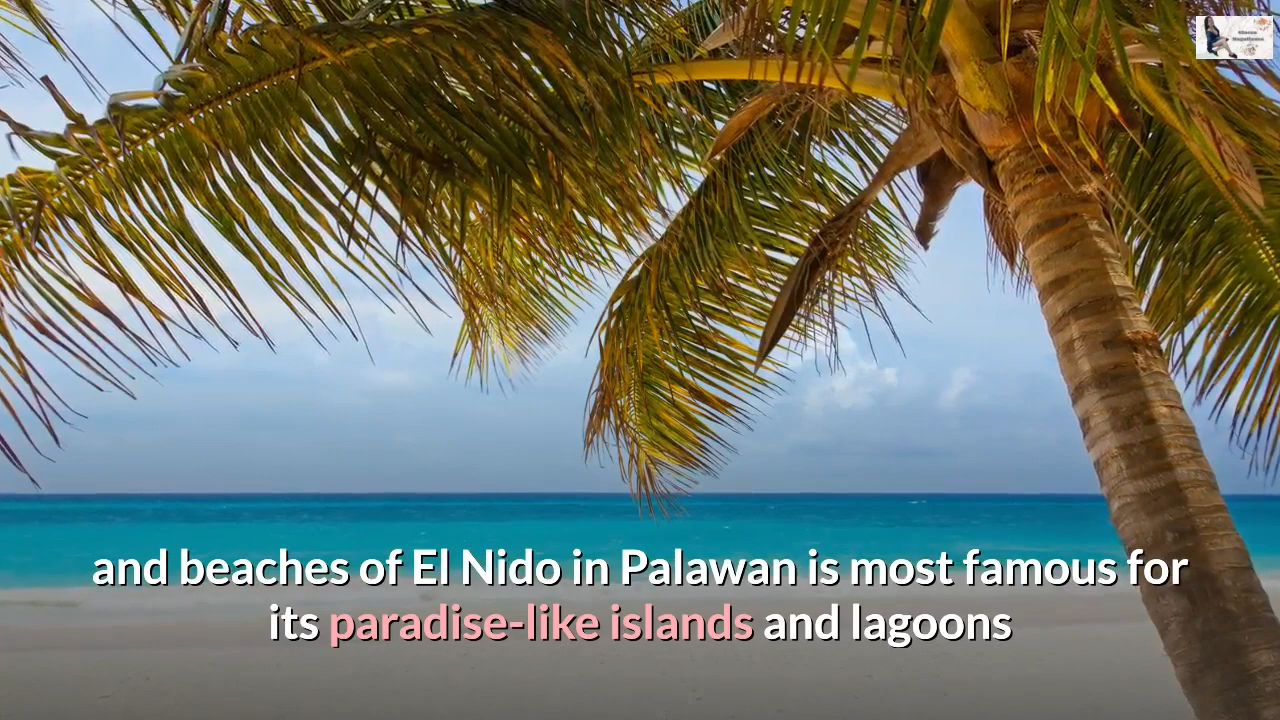 and beaches of El Nido in Palawan is most famous for
its paradise-like islands and lagoons